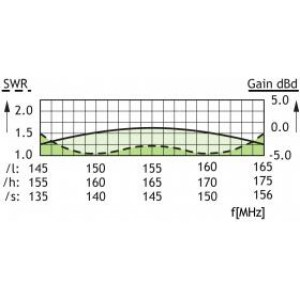 SWR Gain dBd
5.0
2.0
0.0
1.5
1.0 -5.0
/l: 145 150 155 160 165
/h: 155 160 165 170 175
/s: 135 140 145 150 156
f[MHz]